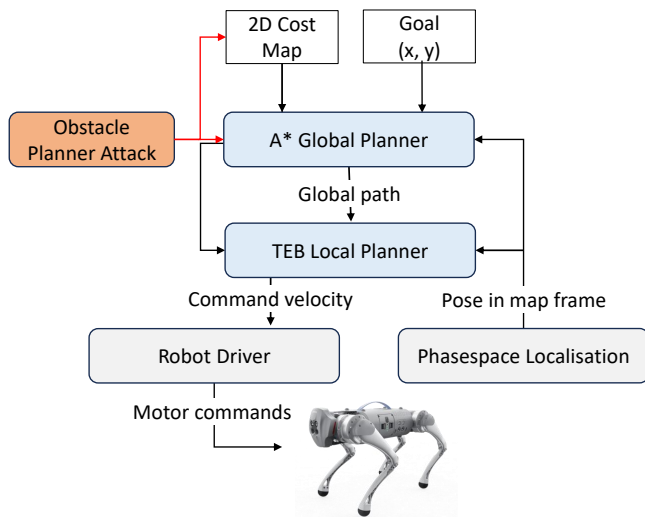 2D Cost
Map
Goal
(x, y)
Obstacle
Planner Attack
A* Global Planner
Global path
TEB Local Planner
Command velocity
Pose in map frame
Robot Driver
Phasespace Localisation
Motor commands